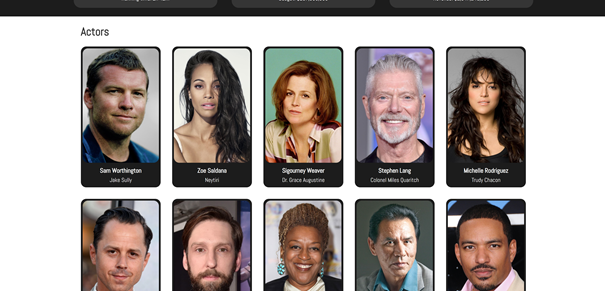 Actors
Sam Worthington
Jake Sully
Zoe Saldana
Neytiri
Sigourney Weaver
Dr. Grace Augustine
Stephen Lang
Colonel Miles Quaritch
Michelle Rodriguez
Trudy Chacon